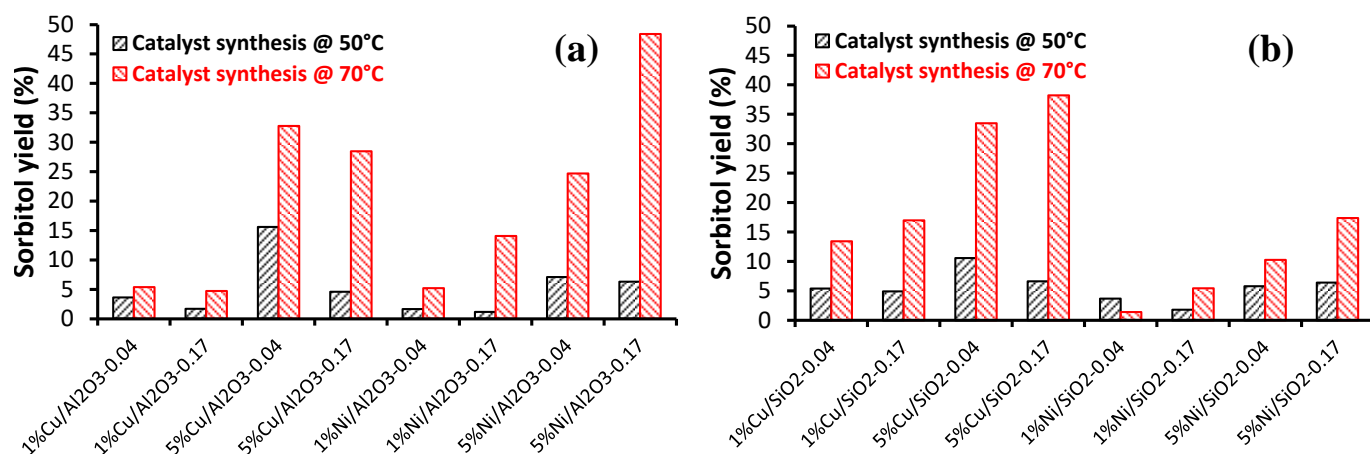 Sorbitol yield (%)
50
45
40
35
30
25
20
15
10
5
0
Catalyst synthesis @ 50°C
Catalyst synthesis @ 70°C
(a)
1%Cu/Al2O3-0.04
1%Cu/Al2O3-0.17
5%Cu/Al2O3-0.04
5%Cu/Al2O3-0.17
1%Ni/Al2O3-0.04
1%Ni/Al2O3-0.17
5%Ni/Al2O3-0.04
5%Ni/Al2O3-0.17
Sorbitol yield (%)
50
45
40
35
30
25
20
15
10
5
0
Catalyst synthesis @ 50°C
Catalyst synthesis @ 70°C
(b)
1%Cu/SiO2-0.04
1%Cu/SiO2-0.17
5%Cu/SiO2-0.04
5%Cu/SiO2-0.17
1%Ni/SiO2-0.04
1%Ni/SiO2-0.17
5%Ni/SiO2-0.04
5%Ni/SiO2-0.17